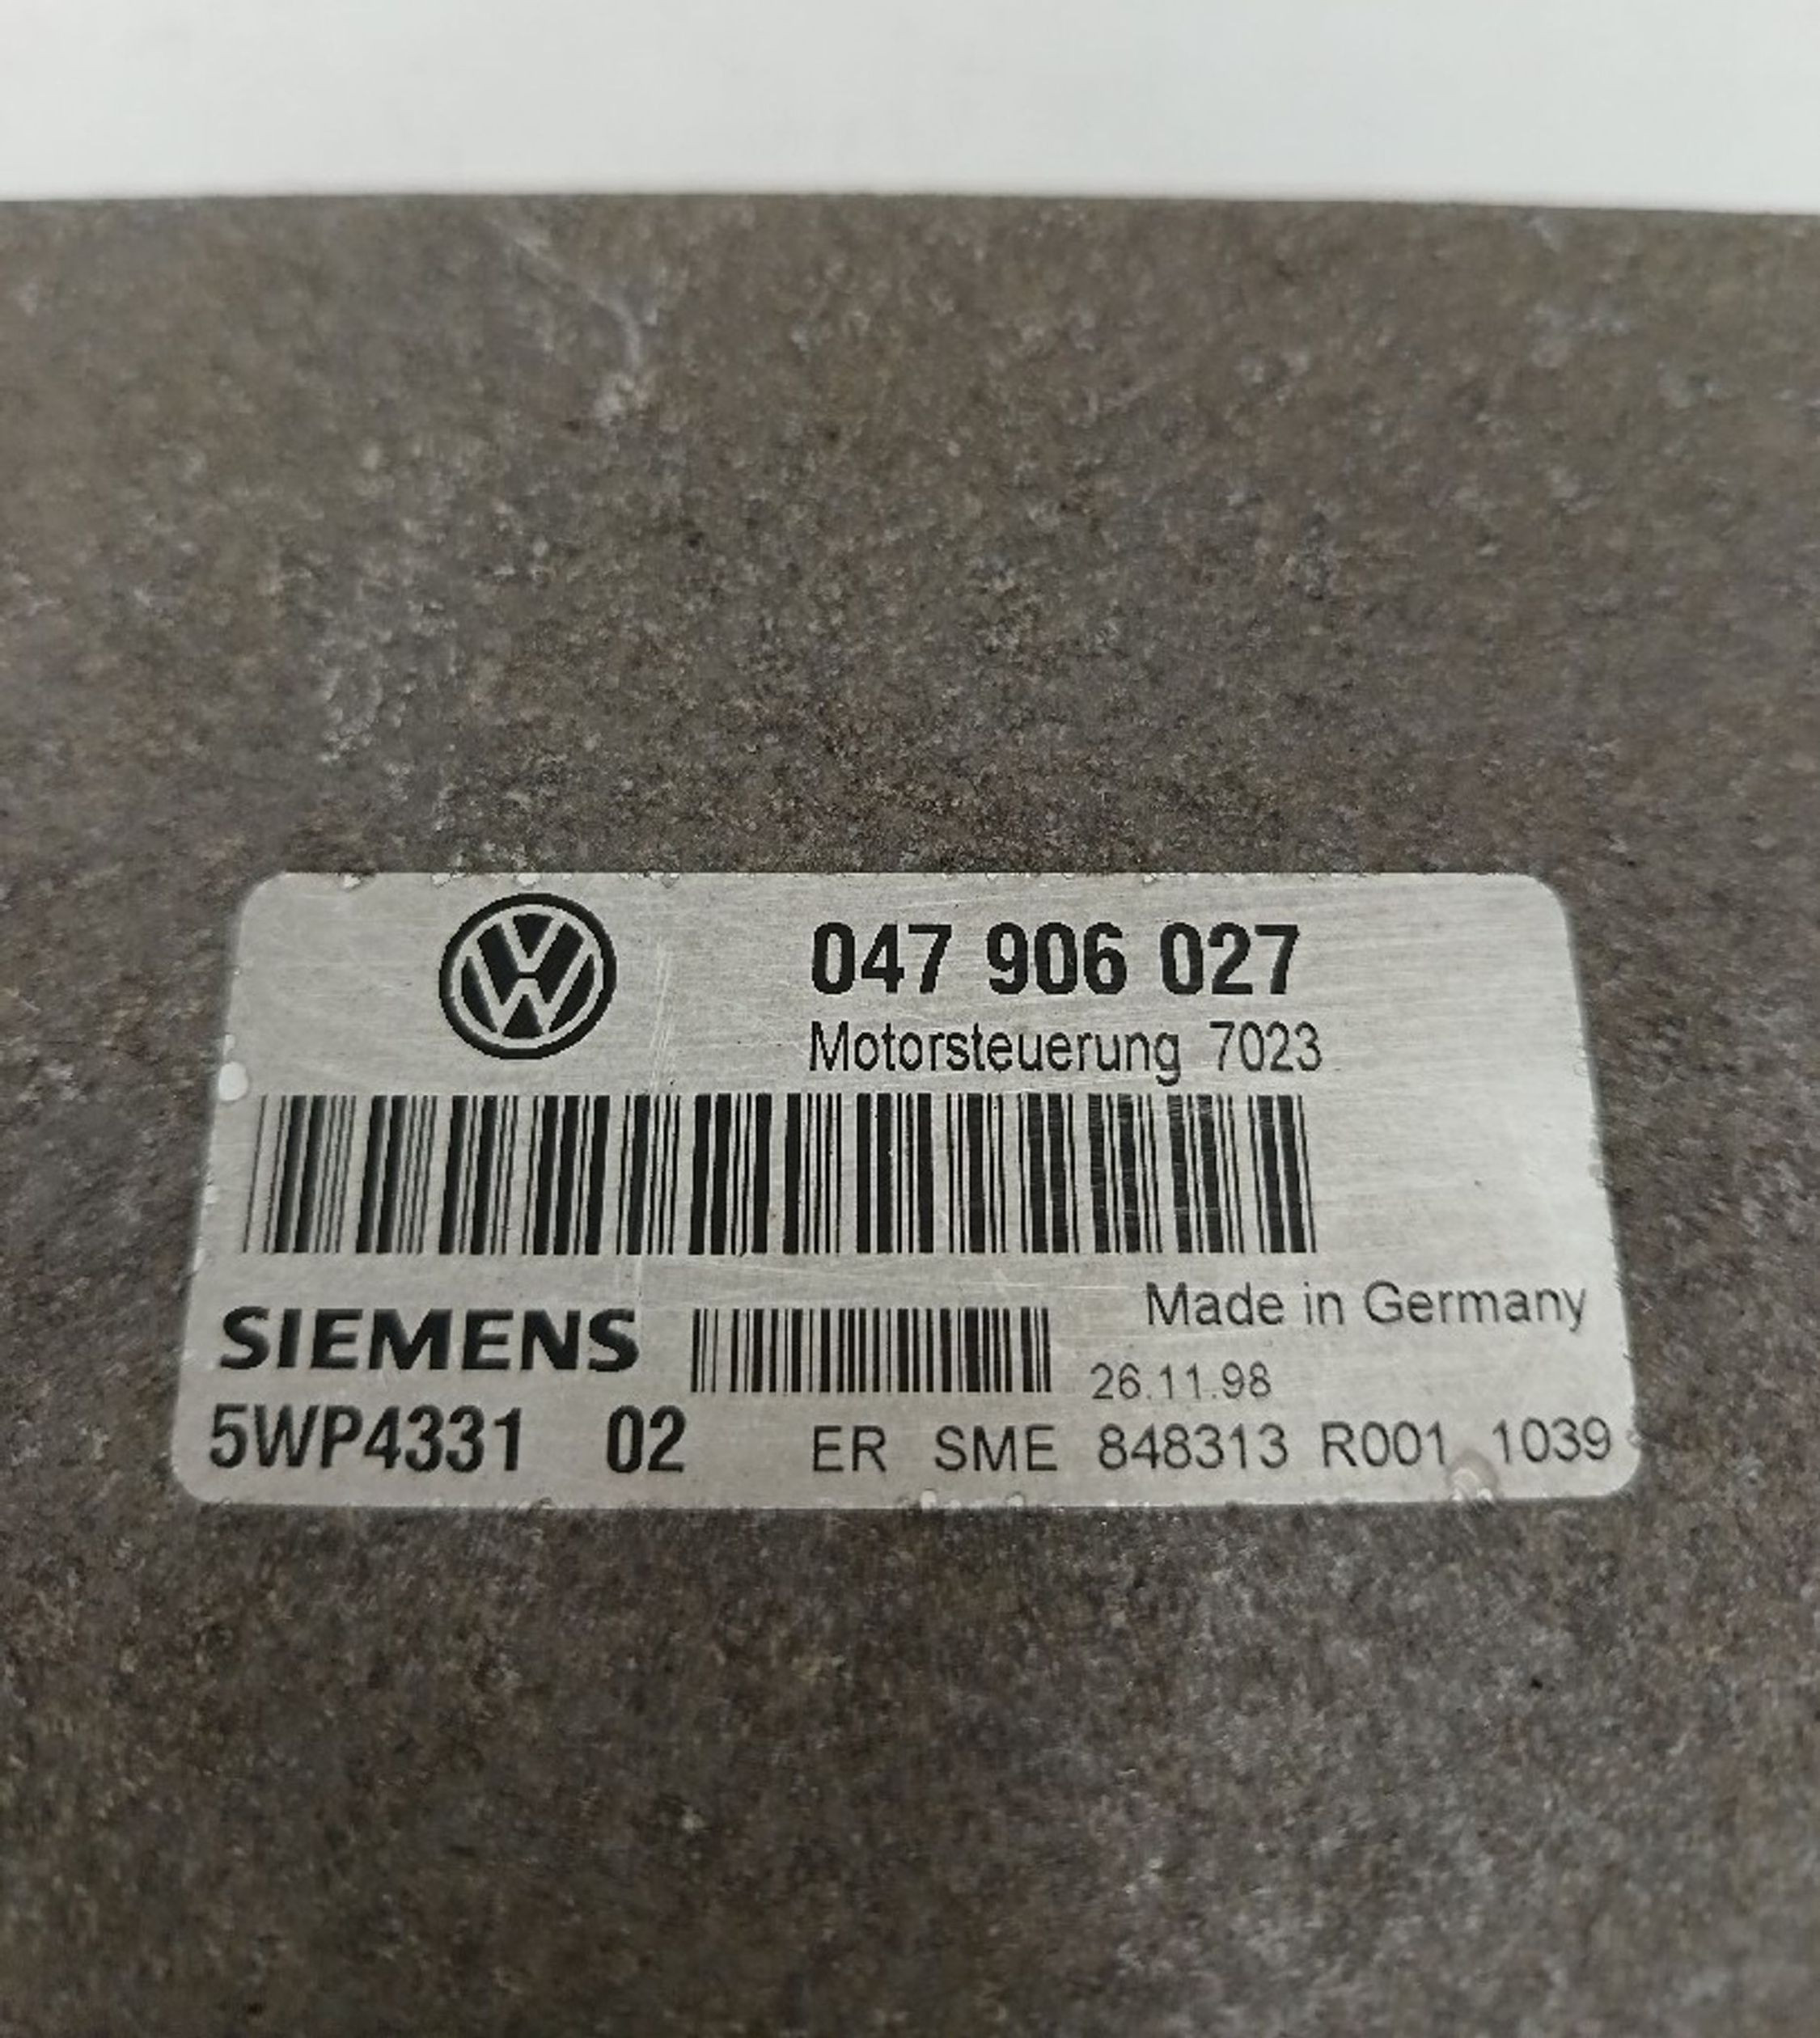 047 906 027
Motorsteuerung 7023
Made in Germany
SIEMENS
26.11.98
5WP4331 02 ER SME 848313 R001 1039